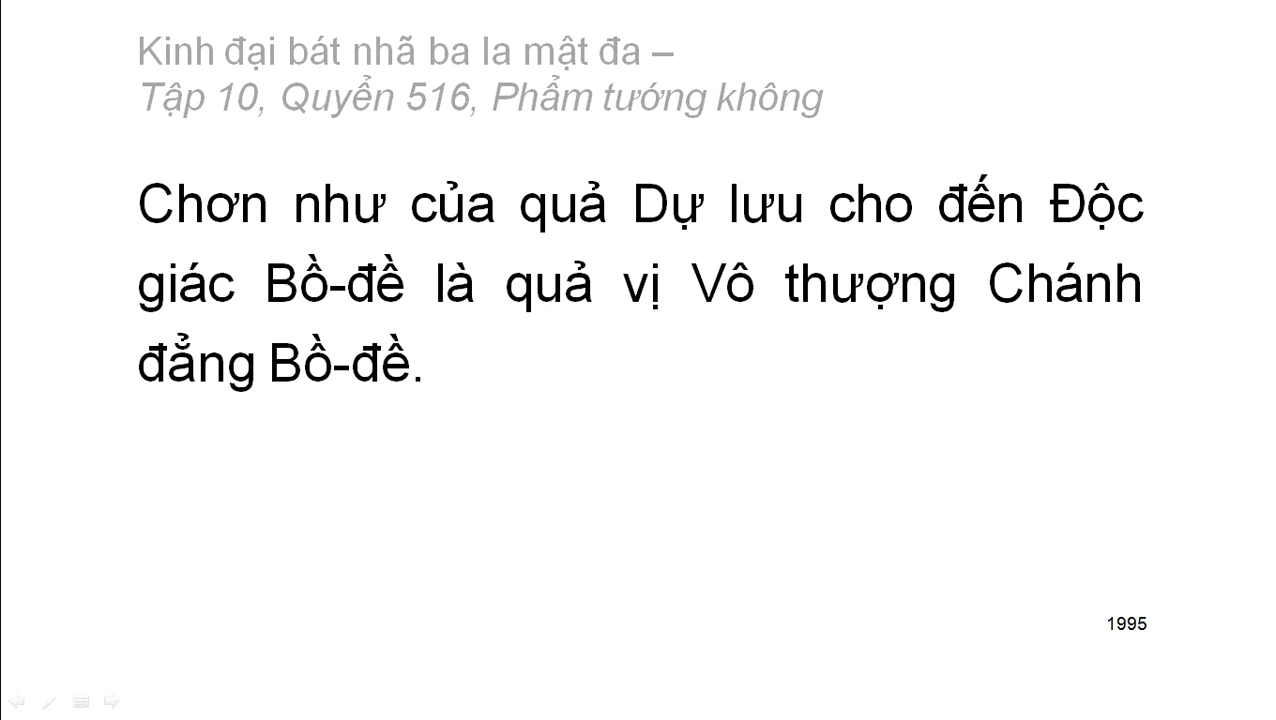 Kinh đại bát nhã ba la mật đa –
Tập 10, Quyển 516, Phẩm tướng không
Chơn như của quả Dự lưu cho đến Độc
giác Bồ-đề là quả vị Vô thượng Chánh
đẳng Bồ-đề.
1995